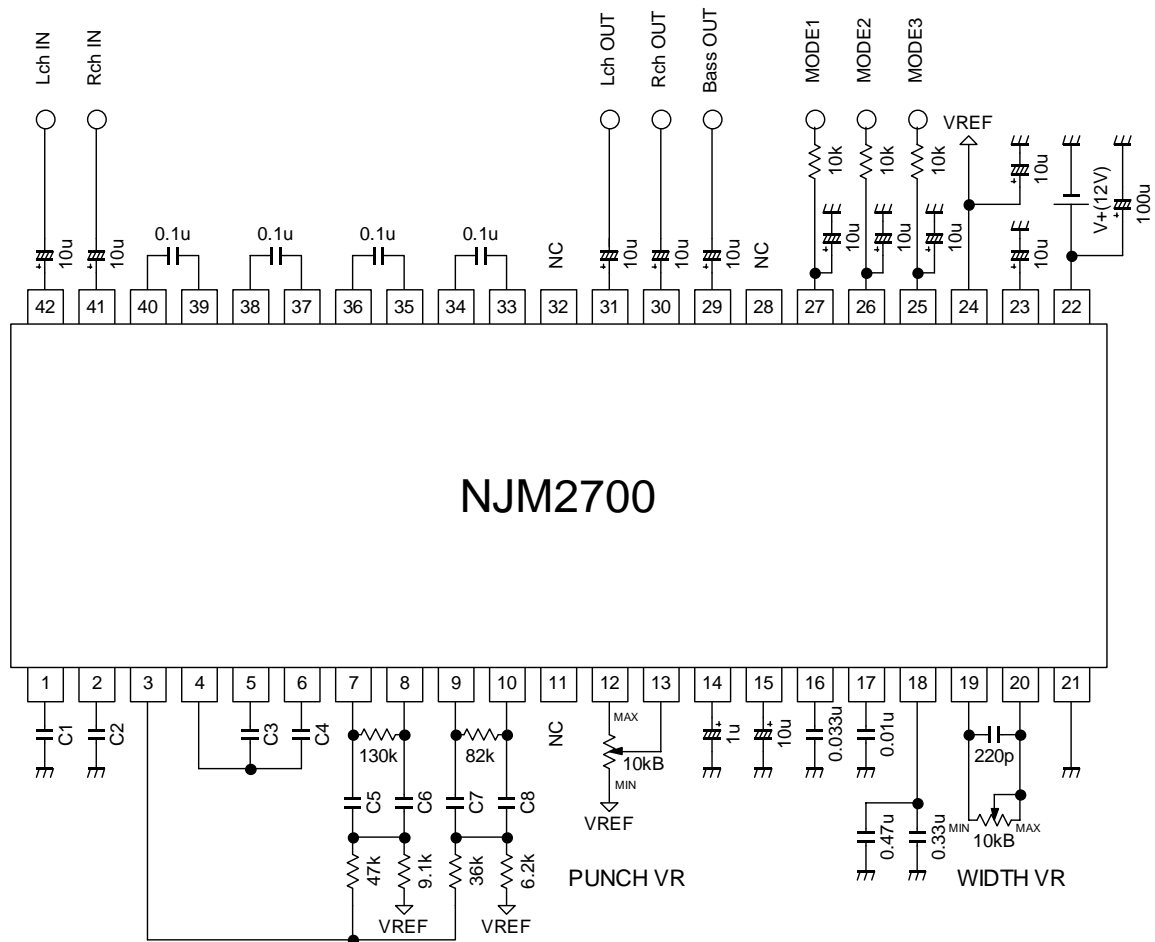 Lch IN
Rch IN
Lch OUT
Rch OUT
Bass OUT
MODE1
MODE2
MODE3
VREF
10k
10k
10k
10u
V+(12V)
100u
10u
10u
0.1u
0.1u
0.1u
0.1u
NC
10u
10u
10u
NC
10u
10u
10u
10u
42
41
40
39
38
37
36
35
34
33
32
31
30
29
28
27
26
25
24
23
22
NJM2700
1
2
3
4
5
6
7
8
9
10
11
12
13
14
15
16
17
18
19
20
21
C1
C2
C3
C4
130k
82k
NC
MAX
10kB
MIN
VREF
1u
10u
0.033u
0.01u
220p
C5
C6
C7
C8
0.47u
0.33u
MIN
10kB
MAX
47k
9.1k
36k
6.2k
VREF
VREF
PUNCH VR
WIDTH VR